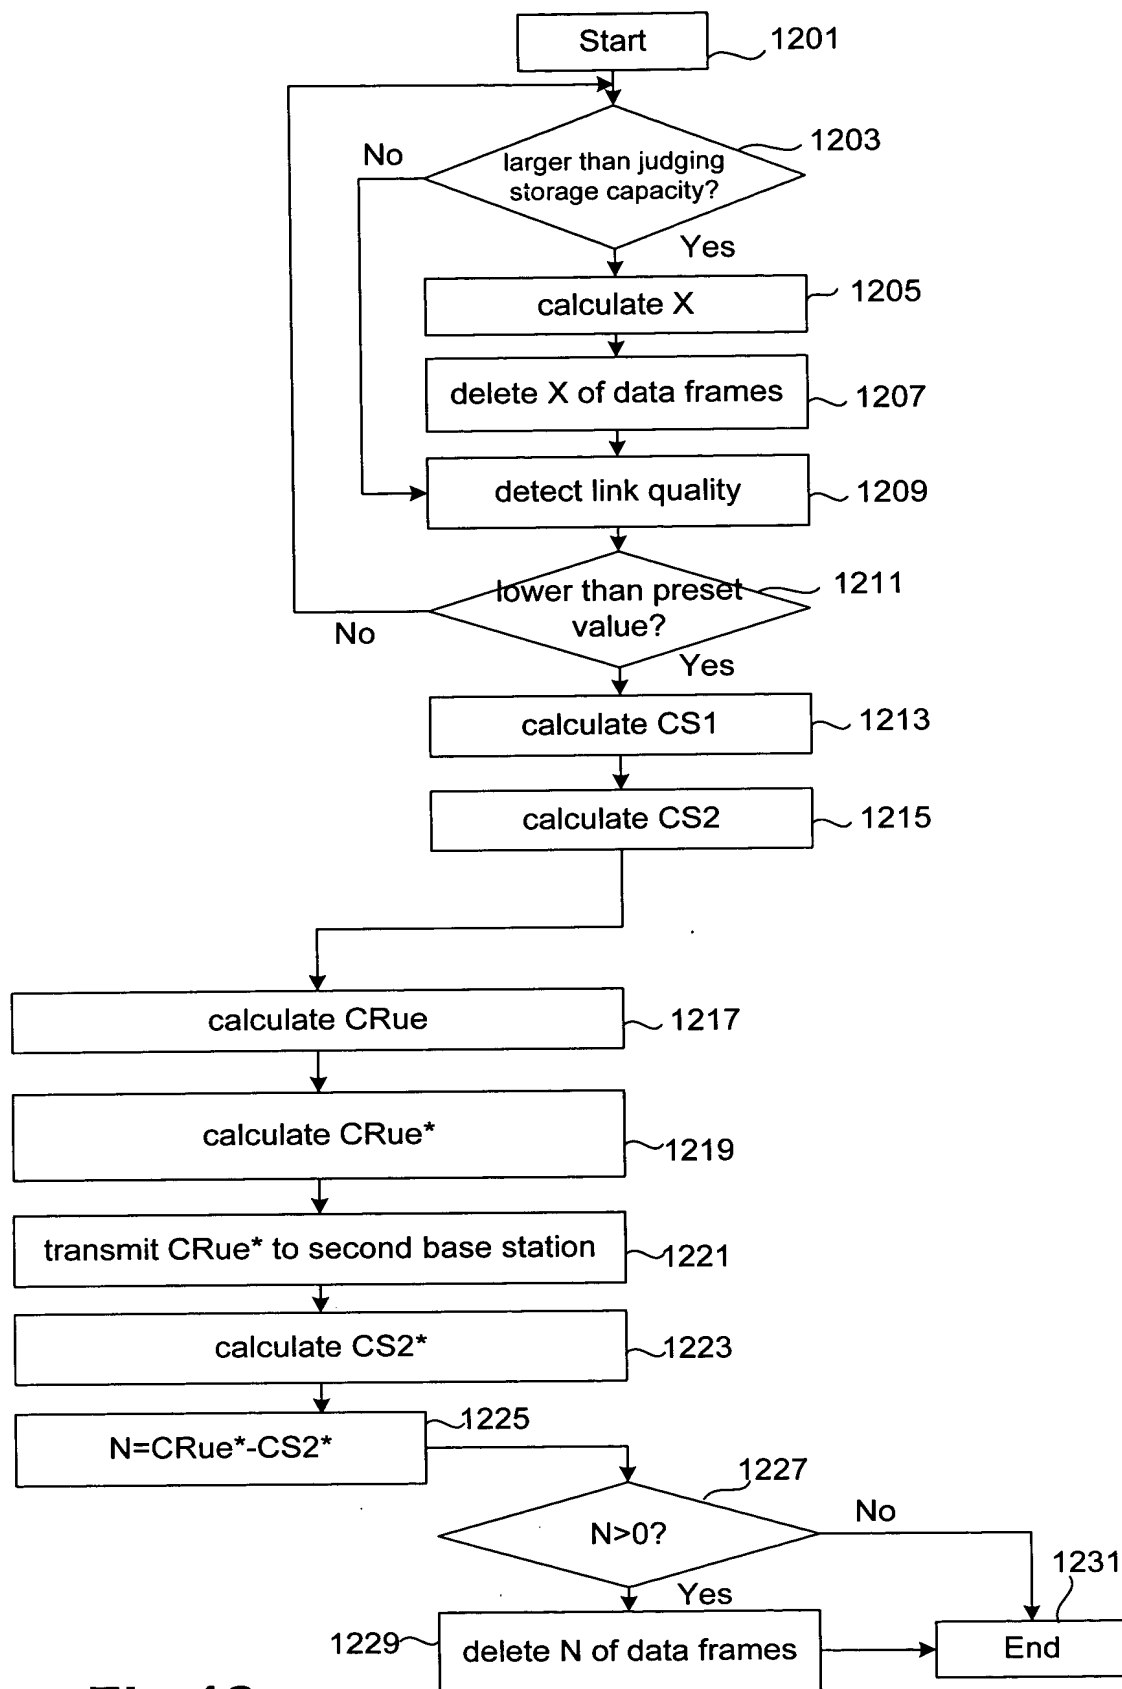 Start
1201
larger than judging
storage capacity?
1203
No
Yes
calculate X
1205
delete X of data frames
1207
detect link quality
1209
lower than preset
value?
1211
No
Yes
calculate CS1
1213
calculate CS2
1215
calculate CRue
1217
calculate CRue*
1219
transmit CRue* to second base station
1221
calculate CS2*
1223
N=CRue*-CS2*
1225
N>0?
1227
No
Yes
1229
delete N of data frames
End
1231